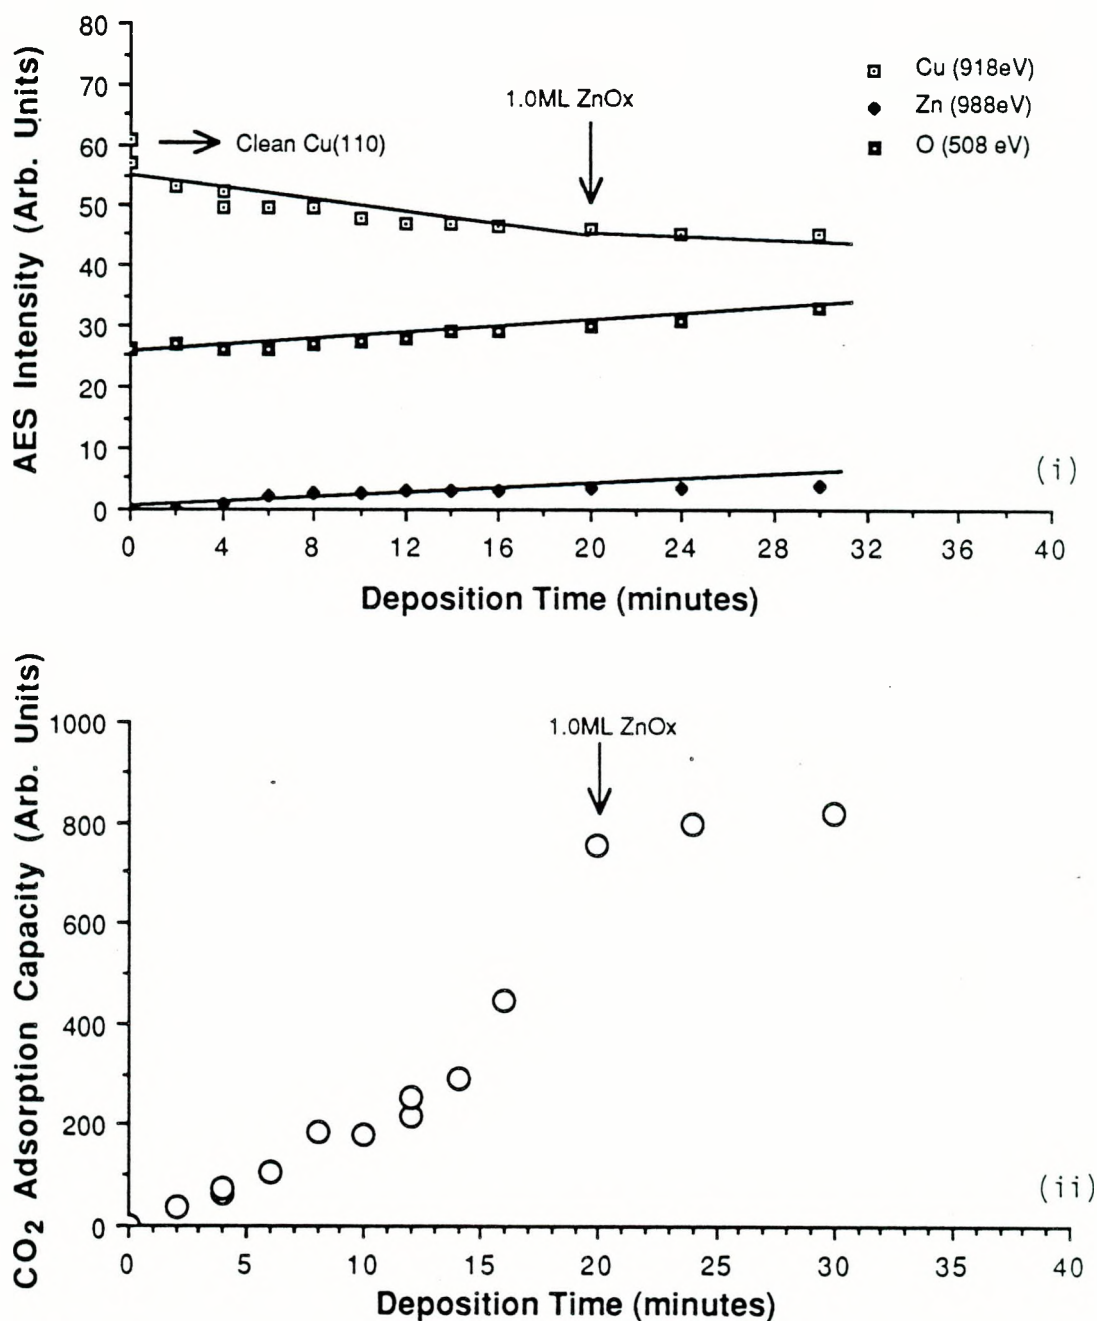 80
70
60
50
40
30
20
10
0
AES Intensity (Arb. Units)
1.0ML ZnOx
Cu (918eV)
Zn (988eV)
O (508 eV)
Clean Cu(110)
(i)
0 4 8 12 16 20 24 28 32 36 40
Deposition Time (minutes)
1000
800
600
400
200
0
CO2 Adsorption Capacity (Arb. Units)
1.0ML ZnOx
(ii)
0 5 10 15 20 25 30 35 40
Deposition Time (minutes)